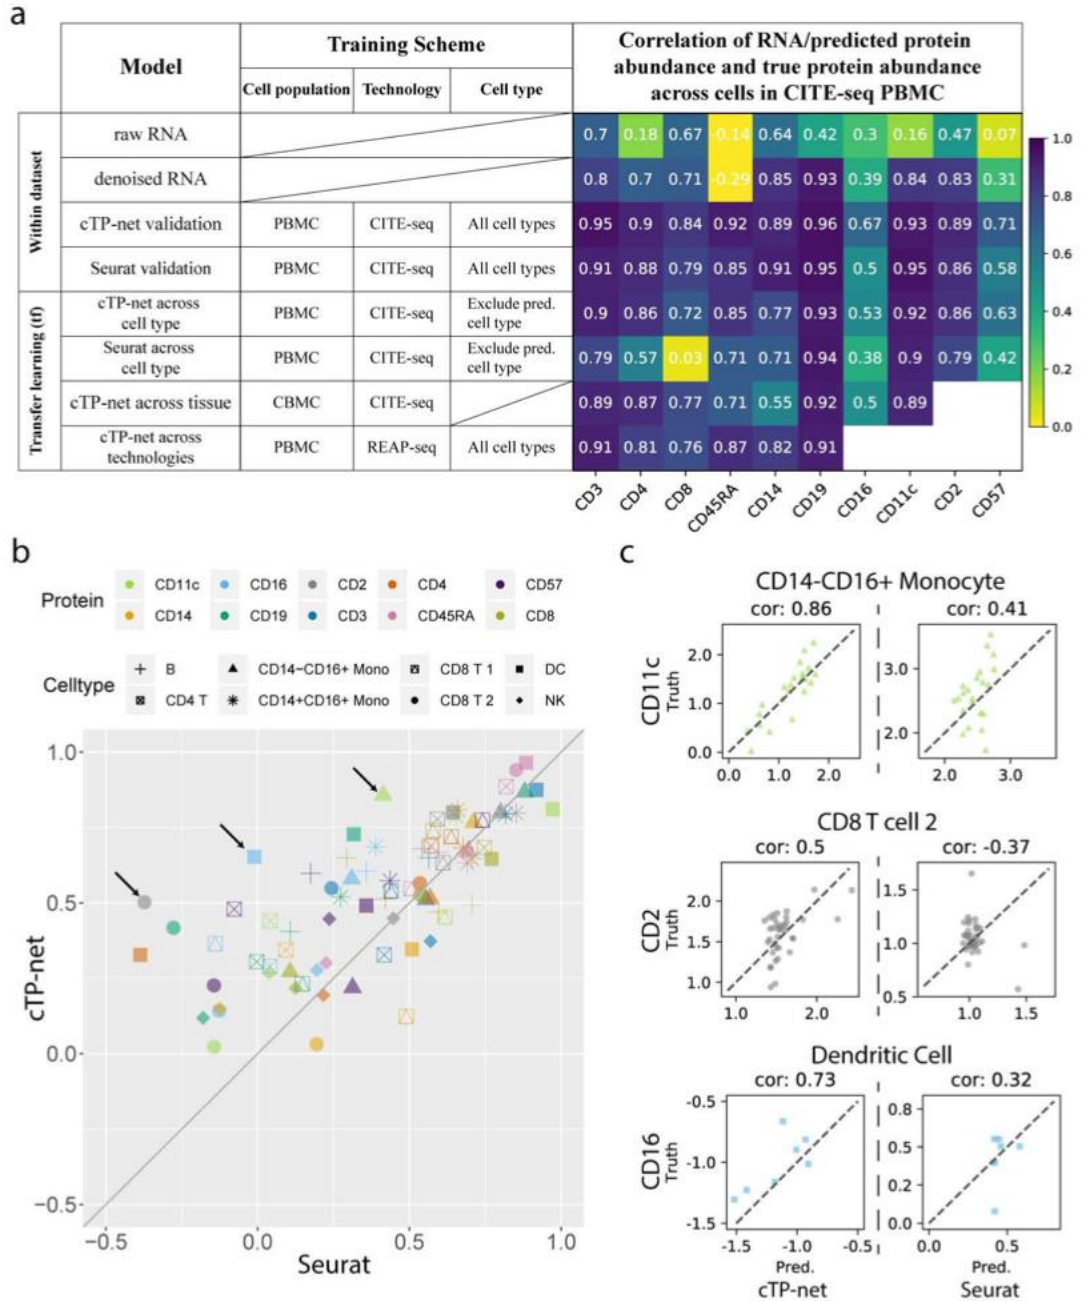 a
Model
Training Scheme
Cell population
Technology
Cell type
Correlation of RNA/predicted protein
abundance and true protein abundance
across cells in CITE-seq PBMC
Within dataset
raw RNA
0.7 0.18 0.67 -0.14 0.64 0.42 0.3 0.16 0.47 0.07
denoised RNA
0.8 0.7 0.71 -0.29 0.85 0.93 0.39 0.84 0.83 0.31
cTP-net validation PBMC CITE-seq All cell types 0.95 0.9 0.84 0.92 0.89 0.96 0.67 0.93 0.89 0.71
Seurat validation PBMC CITE-seq All cell types 0.91 0.88 0.79 0.85 0.91 0.95 0.5 0.95 0.86 0.58
Transfer learning (tf)
cTP-net across
cell type
PBMC CITE-seq
Exclude pred.
cell type
0.9 0.86 0.72 0.85 0.77 0.93 0.53 0.92 0.86 0.63
Seurat across
cell type
PBMC CITE-seq
Exclude pred.
cell type
0.79 0.57 0.03 0.71 0.71 0.94 0.38 0.9 0.79 0.42
cTP-net across tissue CBMC CITE-seq 0.89 0.87 0.77 0.71 0.55 0.92 0.5 0.89
cTP-net across
technologies
PBMC REAP-seq All cell types 0.91 0.81 0.76 0.87 0.82 0.91
CD3 CD4 CD8 CD45RA CD14 CD19 CD16 CD11c CD2 CD57
1.0
0.8
0.6
0.4
0.2
0.0
b
Protein
CD11c CD16 CD2 CD4 CD57
CD14 CD19 CD3 CD45RA CD8
Celltype
B CD14-CD16+ Mono CD8 T 1 DC
CD4 T CD14+CD16+ Mono CD8 T 2 NK
cTP-net
1.0
0.5
0.0
-0.5
-0.5 0.0 0.5 1.0
Seurat
c
CD14-CD16+ Monocyte
cor: 0.86 cor: 0.41
CD11c
Truth
2.0
1.0
0.0
0.0 1.0 2.0
3.0
2.0
2.0 3.0
CD8 T cell 2
cor: 0.5 cor: -0.37
CD2
Truth
2.0
1.5
1.0
1.0 2.0
1.5
1.0
0.5
1.0 1.5
Dendritic Cell
cor: 0.73 cor: 0.32
CD16
Truth
-0.5
-1.0
-1.5
-1.5 -1.0 -0.5
0.8
0.5
0.2
0.0
0.0 0.5
Pred. Pred.
cTP-net Seurat